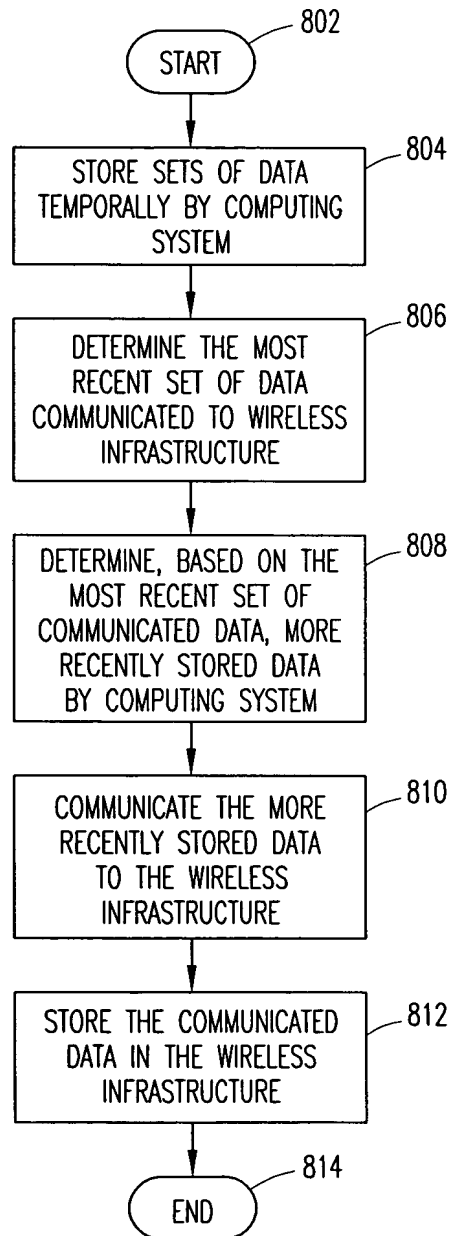 802
START
804
STORE SETS OF DATA
TEMPORALLY BY COMPUTING
SYSTEM
806
DETERMINE THE MOST
RECENT SET OF DATA
COMMUNICATED TO WIRELESS
INFRASTRUCTURE
808
DETERMINE, BASED ON THE
MOST RECENT SET OF
COMMUNICATED DATA, MORE
RECENTLY STORED DATA
BY COMPUTING SYSTEM
810
COMMUNICATE THE MORE
RECENTLY STORED DATA
TO THE WIRELESS
INFRASTRUCTURE
812
STORE THE COMMUNICATED
DATA IN THE WIRELESS
INFRASTRUCTURE
814
END